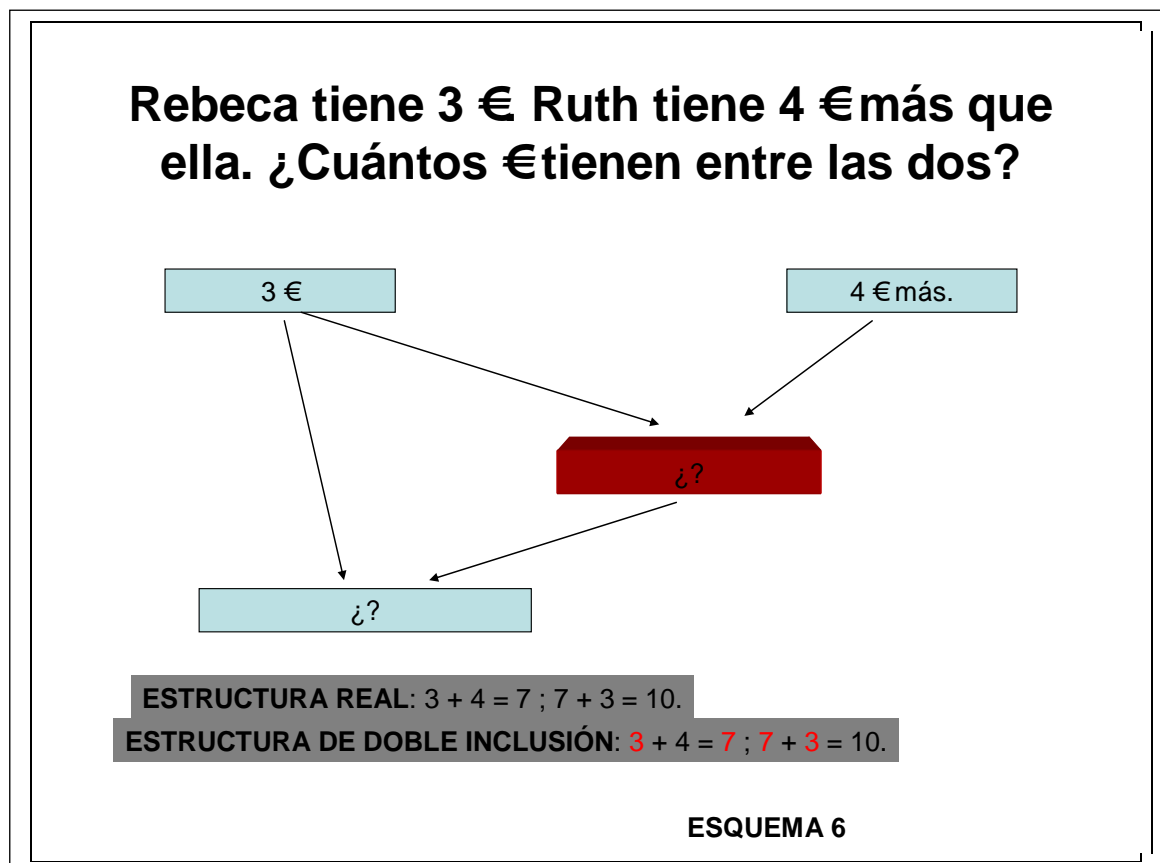 Rebeca tiene 3 € Ruth tiene 4 € más que
ella. ¿Cuántos € tienen entre las dos?
3 €
4 € más.
¿?
¿?
ESTRUCTURA REAL: 3 + 4 = 7 ; 7 + 3 = 10.
ESTRUCTURA DE DOBLE INCLUSIÓN: 3 + 4 = 7 ; 7 + 3 = 10.
ESQUEMA 6